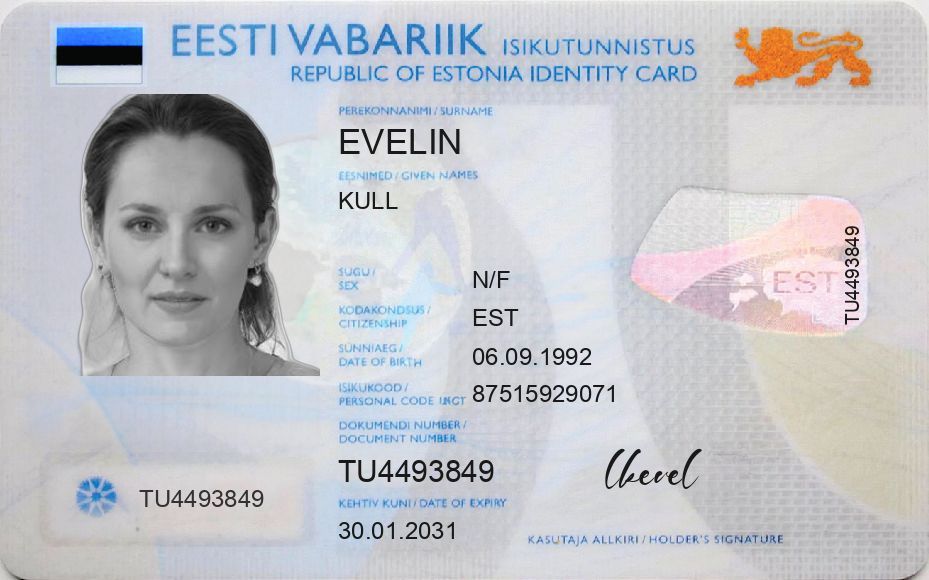 EESTI VABARIIK ISIKUTUNNISTUS
REPUBLIC OF ESTONIA IDENTITY CARD
PEREKONNANIMI / SURNAME
EVELIN
EESNIMED / GIVEN NAMES
KULL
SUGU /
SEX
N/F
KODAKONDSUS /
CITIZENSHIP
EST
SÜNNIAEG /
DATE OF BIRTH
06.09.1992
ISIKUKOOD /
PERSONAL CODE
87515929071
DOKUMENDI NUMBER /
DOCUMENT NUMBER
TU4493849
KEHTIV KUNI / DATE OF EXPIRY
30.01.2031
TU4493849
EST
TU4493849
KASUTAJA ALLKIRI / HOLDER'S SIGNATURE